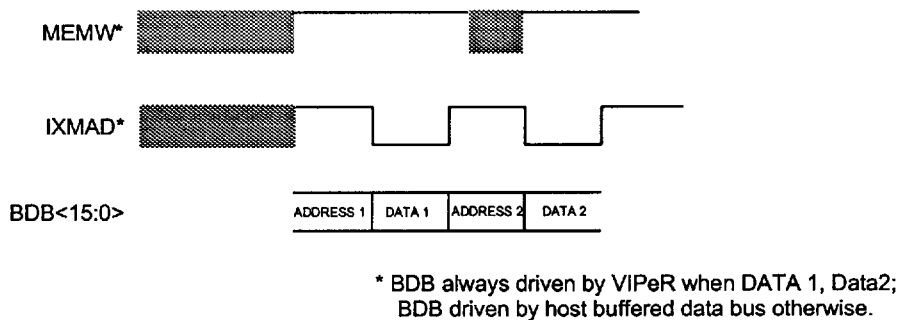 MEMW*
IXMAD*
BDB<15:0>
ADDRESS 1 DATA 1 ADDRESS 2 DATA 2
* BDB always driven by VIPeR when DATA 1, Data2;
BDB driven by host buffered data bus otherwise.